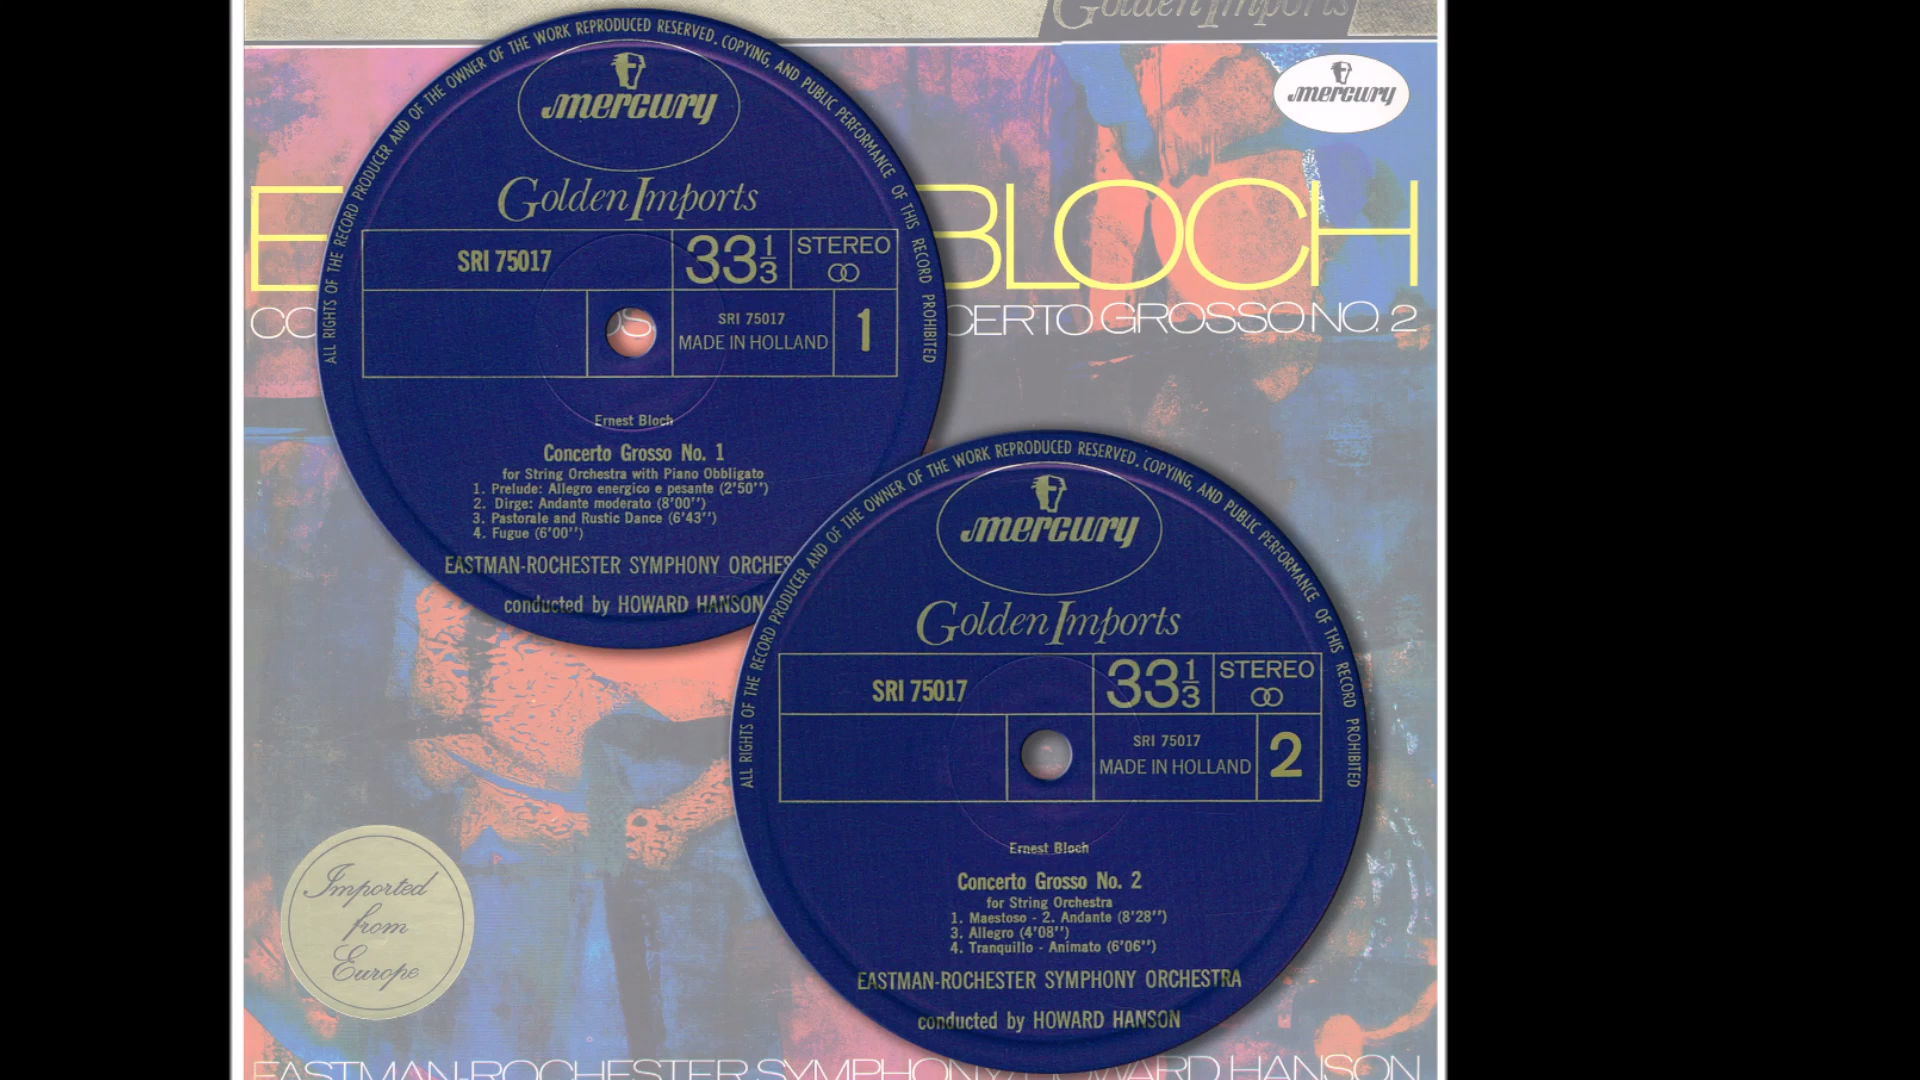 Golden Imports
mercury
BLOCH
CERTO GROSSO NO. 2
ALL RIGHTS OF THE RECORD PRODUCER AND OF THE OWNER OF THE WORK REPRODUCED RESERVED. COPYING, AND PUBLIC PERFORMANCE OF THIS RECORD PROHIBITED
mercury
Golden Imports
SRI 75017
33 1/3
STEREO
SRI 75017
MADE IN HOLLAND
1
Ernest Bloch
Concerto Grosso No. 1
for String Orchestra with Piano Obbligato
1. Prelude: Allegro energico e pesante (2'50'')
2. Dirge: Andante moderato (8'00'')
3. Pastorale and Rustic Dance (6'43'')
4. Fugue (6'00'')
EASTMAN-ROCHESTER SYMPHONY ORCHES
conducted by HOWARD HANSON
ALL RIGHTS OF THE RECORD PRODUCER AND OF THE OWNER OF THE WORK REPRODUCED RESERVED. COPYING, AND PUBLIC PERFORMANCE OF THIS RECORD PROHIBITED
mercury
Golden Imports
SRI 75017
33 1/3
STEREO
SRI 75017
MADE IN HOLLAND
2
Ernest Bloch
Concerto Grosso No. 2
for String Orchestra
1. Maestoso - 2. Andante (8'28'')
3. Allegro (4'08'')
4. Tranquillo - Animato (6'06'')
EASTMAN-ROCHESTER SYMPHONY ORCHESTRA
conducted by HOWARD HANSON
Imported
from
Europe
EASTMAN-ROCHESTER SYMPHONY/HOWARD HANSON